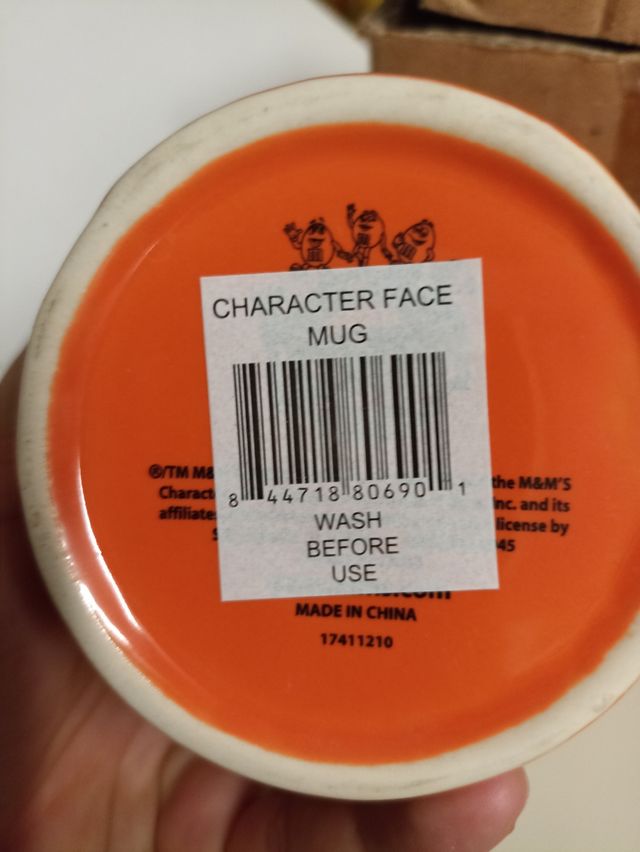 CHARACTER FACE
MUG
8 44718 80690 1
WASH
BEFORE
USE
®/TM M&
the M&M'S
Charact
Inc. and its
affiliate
license by
45
MADE IN CHINA
17411210